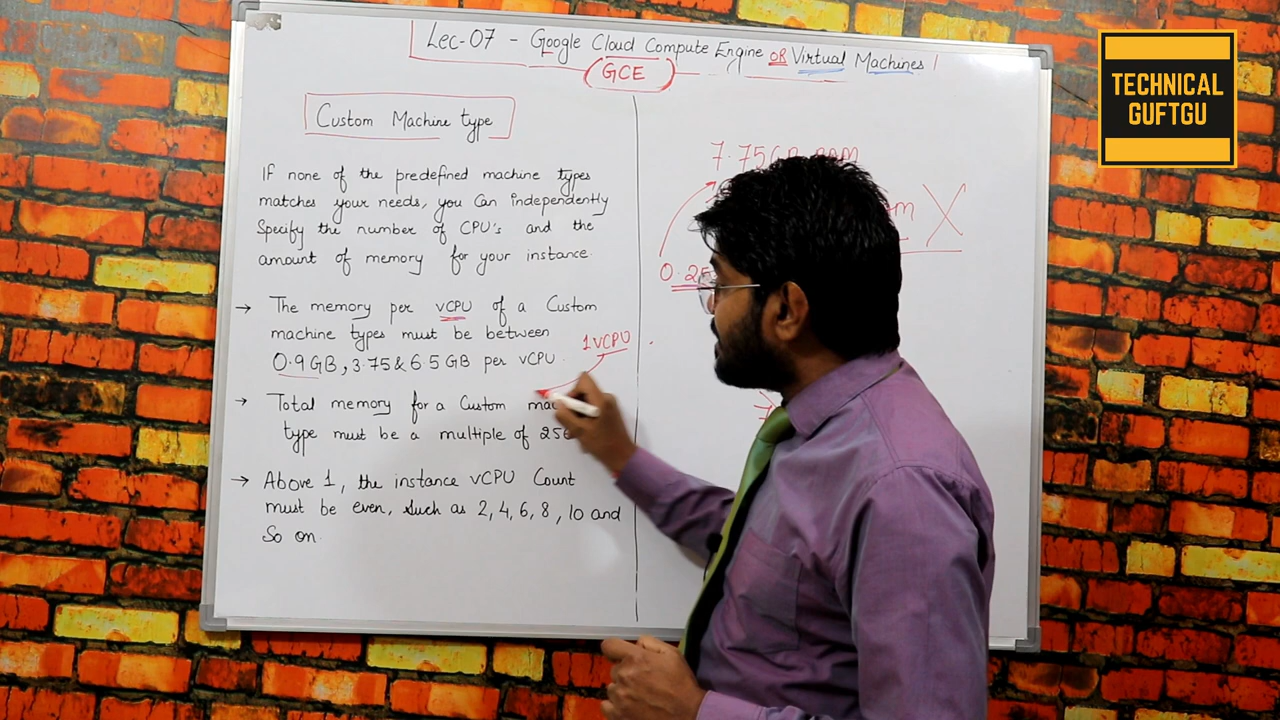 Lec-07 - Google Cloud Compute Engine OR Virtual Machines
(GCE)
TECHNICAL
GUFTGU
Custom Machine type
If none of the predefined machine types
matches your needs, you Can independently
Specify the number of CPU's and the
amount of memory for your instance.
→ The memory per vCPU of a Custom
machine types must be between
0.9 GB, 3.75 & 6.5 GB per vCPU.
1 vCPU
→ Total memory for a Custom
type must be a multiple of
→ Above 1, the instance vCPU Count
must be even, such as 2, 4, 6, 8, 10 and
So on.
7.75GB
X